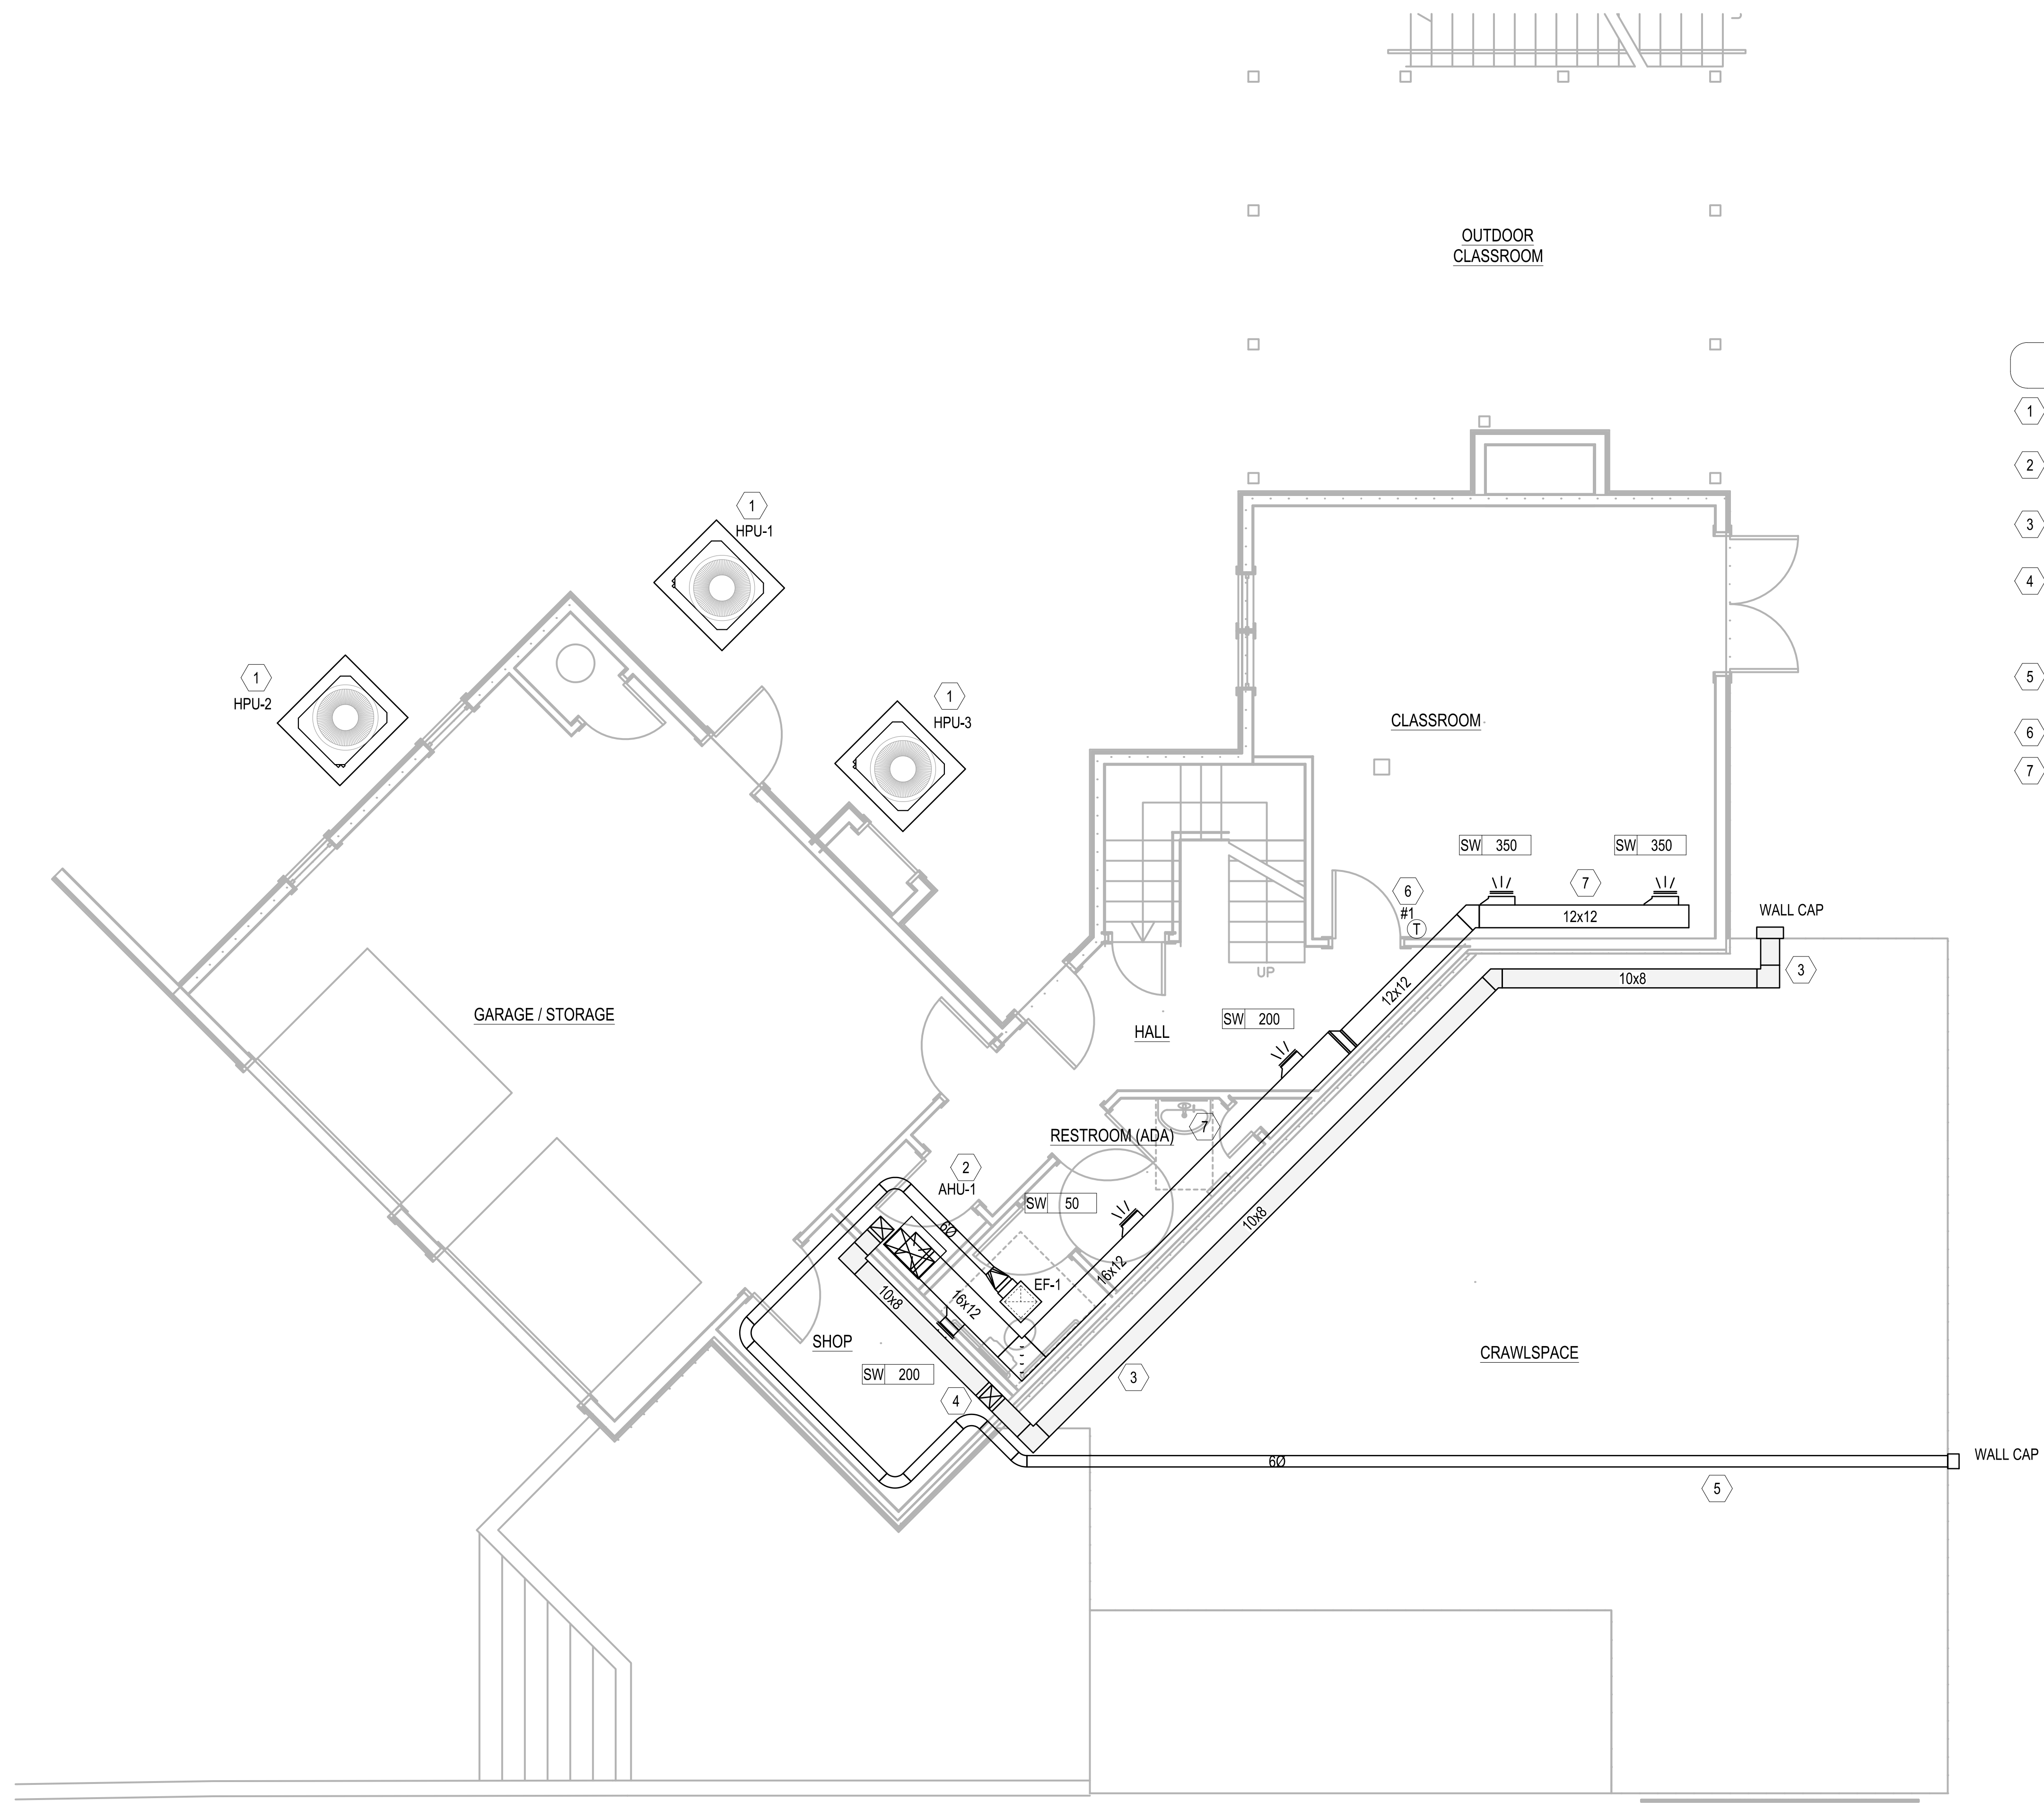 OUTDOOR
CLASSROOM
1
HPU-1
1
HPU-2
1
HPU-3
CLASSROOM
SW 350
SW 350
7
6
#1
T
12x12
WALL CAP
3
10x8
12x12
UP
GARAGE / STORAGE
SW 200
HALL
7
RESTROOM (ADA)
2
AHU-1
SW 50
6Ø
10x8
16x12
EF-1
10x8
16x12
SHOP
SW 200
CRAWLSPACE
3
4
6Ø
WALL CAP
5
1
2
3
4
5
6
7